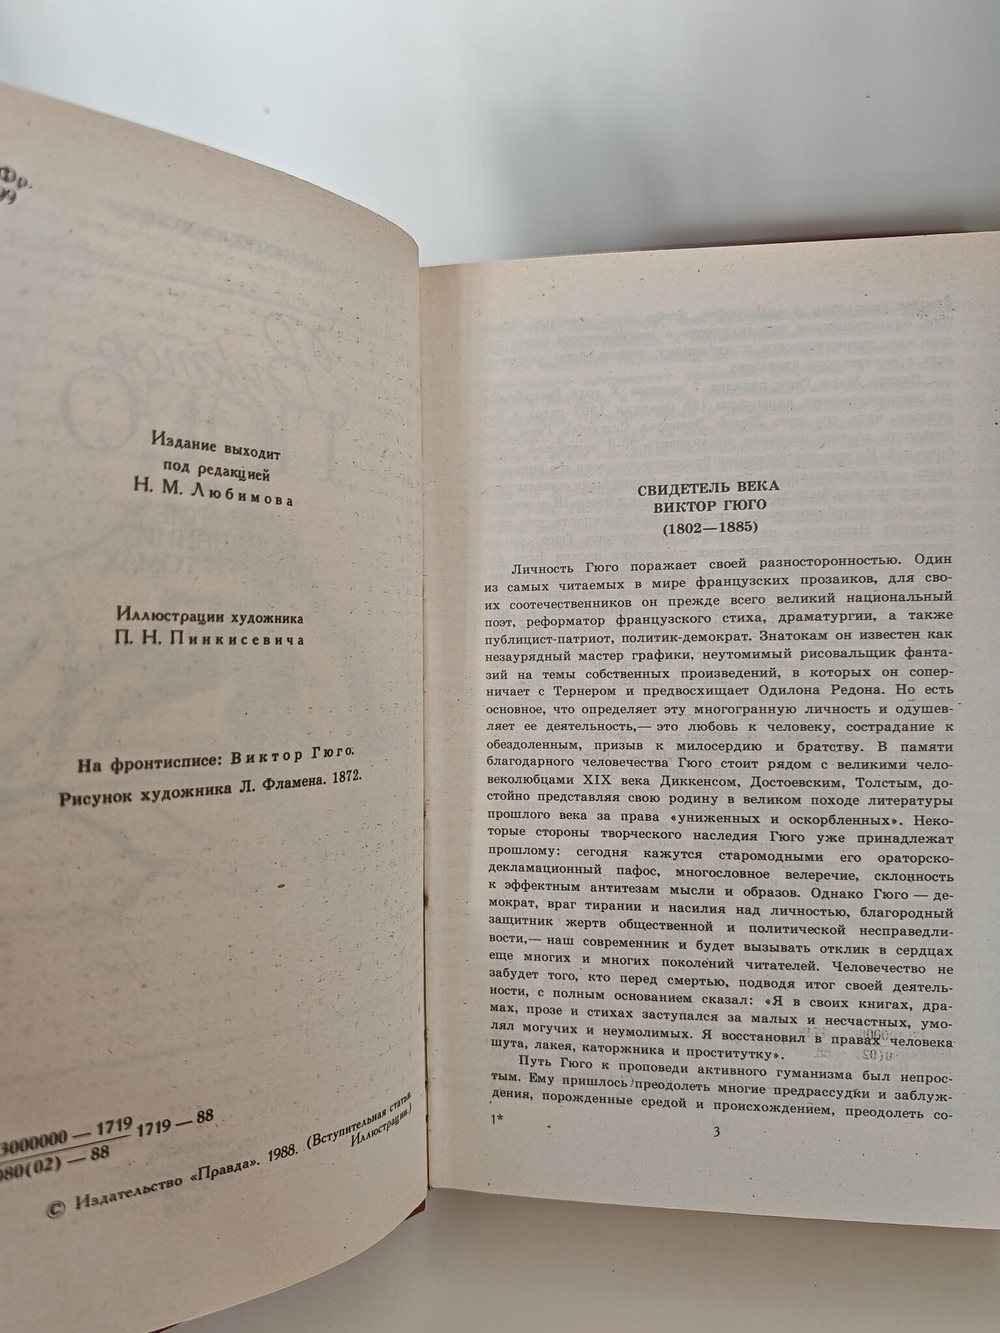 Фр.
99
Издание выходит
под редакцией
Н. М. Любимова
Иллюстрации художника
П. Н. Пинкисевича
На фронтисписе: Виктор Гюго.
Рисунок художника Л. Фламена. 1872.
3000000 — 1719
080(02) — 88
1719 — 88
© Издательство «Правда». 1988. (Вступительная статья.
Иллюстрации.)
СВИДЕТЕЛЬ ВЕКА
ВИКТОР ГЮГО
(1802—1885)
Личность Гюго поражает своей разносторонностью. Один
из самых читаемых в мире французских прозаиков, для сво-
их соотечественников он прежде всего великий национальный
поэт, реформатор французского стиха, драматургии, а также
публицист-патриот, политик-демократ. Знатокам он известен как
незаурядный мастер графики, неутомимый рисовальщик фанта-
зий на темы собственных произведений, в которых он сопер-
ничает с Тернером и предвосхищает Одилона Редона. Но есть
основное, что определяет эту многогранную личность и одушев-
ляет ее деятельность,— это любовь к человеку, сострадание к
обездоленным, призыв к милосердию и братству. В памяти
благодарного человечества Гюго стоит рядом с великими чело-
веколюбцами XIX века Диккенсом, Достоевским, Толстым, до-
стойно представляя свою родину в великом походе литературы
прошлого века за права «униженных и оскорбленных». Неко-
торые стороны творческого наследия Гюго уже принадлежат
прошлому: сегодня кажутся старомодными его ораторско-
декламационный пафос, многословное велеречие, склонность
к эффектным антитезам мысли и образов. Однако Гюго — де-
мократ, враг тирании и насилия над личностью, благородный
защитник жертв общественной и политической несправедли-
вости,— наш современник и будет вызывать отклик в сердцах
еще многих и многих поколений читателей. Человечество не
забудет того, кто перед смертью, подводя итог своей деятель-
ности, с полным основанием сказал: «Я в своих книгах, дра-
мах, прозе и стихах заступался за малых и несчастных, умо-
лял могучих и неумолимых. Я восстановил в правах человека
шута, лакея, каторжника и проститутку».
Путь Гюго к проповеди активного гуманизма был непрос-
тым. Ему пришлось преодолеть многие предрассудки и заблуж-
дения, порожденные средой и происхождением, преодолеть со-
1*
3